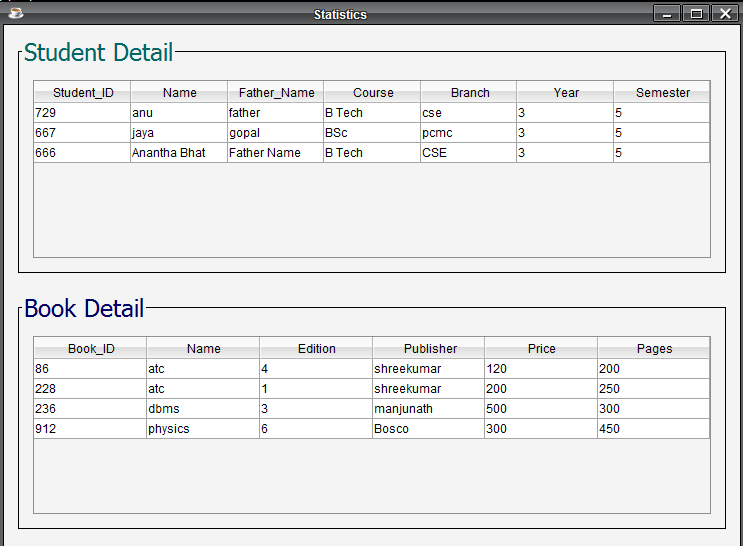 Statistics
Student Detail
Student_ID Name Father_Name Course Branch Year Semester
729 anu father B Tech cse 3 5
667 jaya gopal BSc pcmc 3 5
666 Anantha Bhat Father Name B Tech CSE 3 5
Book Detail
Book_ID Name Edition Publisher Price Pages
86 atc 4 shreekumar 120 200
228 atc 1 shreekumar 200 250
236 dbms 3 manjunath 500 300
912 physics 6 Bosco 300 450